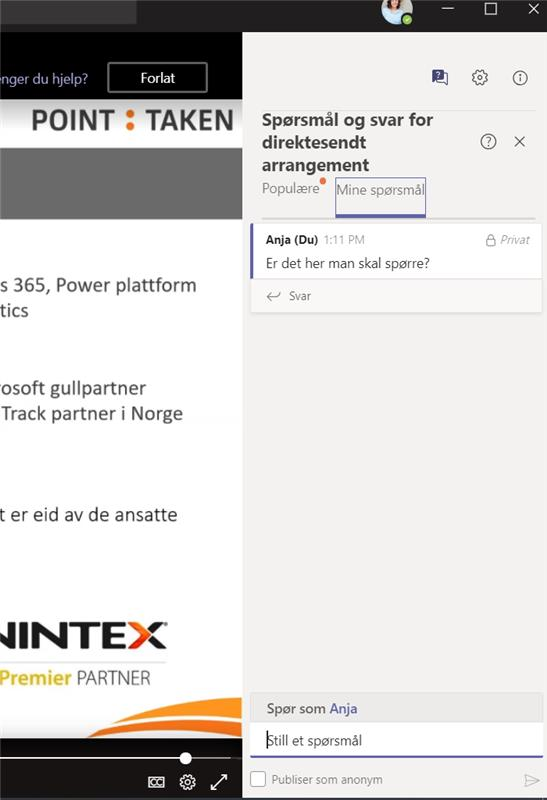 nger du hjelp?
Forlat
POINT : TAKEN
s 365, Power plattform
tics
rosoft gullpartner
Track partner i Norge
t er eid av de ansatte
NINTEX
Premier PARTNER
Spørsmål og svar for
direktesendt
arrangement
Populære
Mine spørsmål
Anja (Du) 1:11 PM
Privat
Er det her man skal spørre?
Svar
Spør som Anja
Still et spørsmål
Publiser som anonym